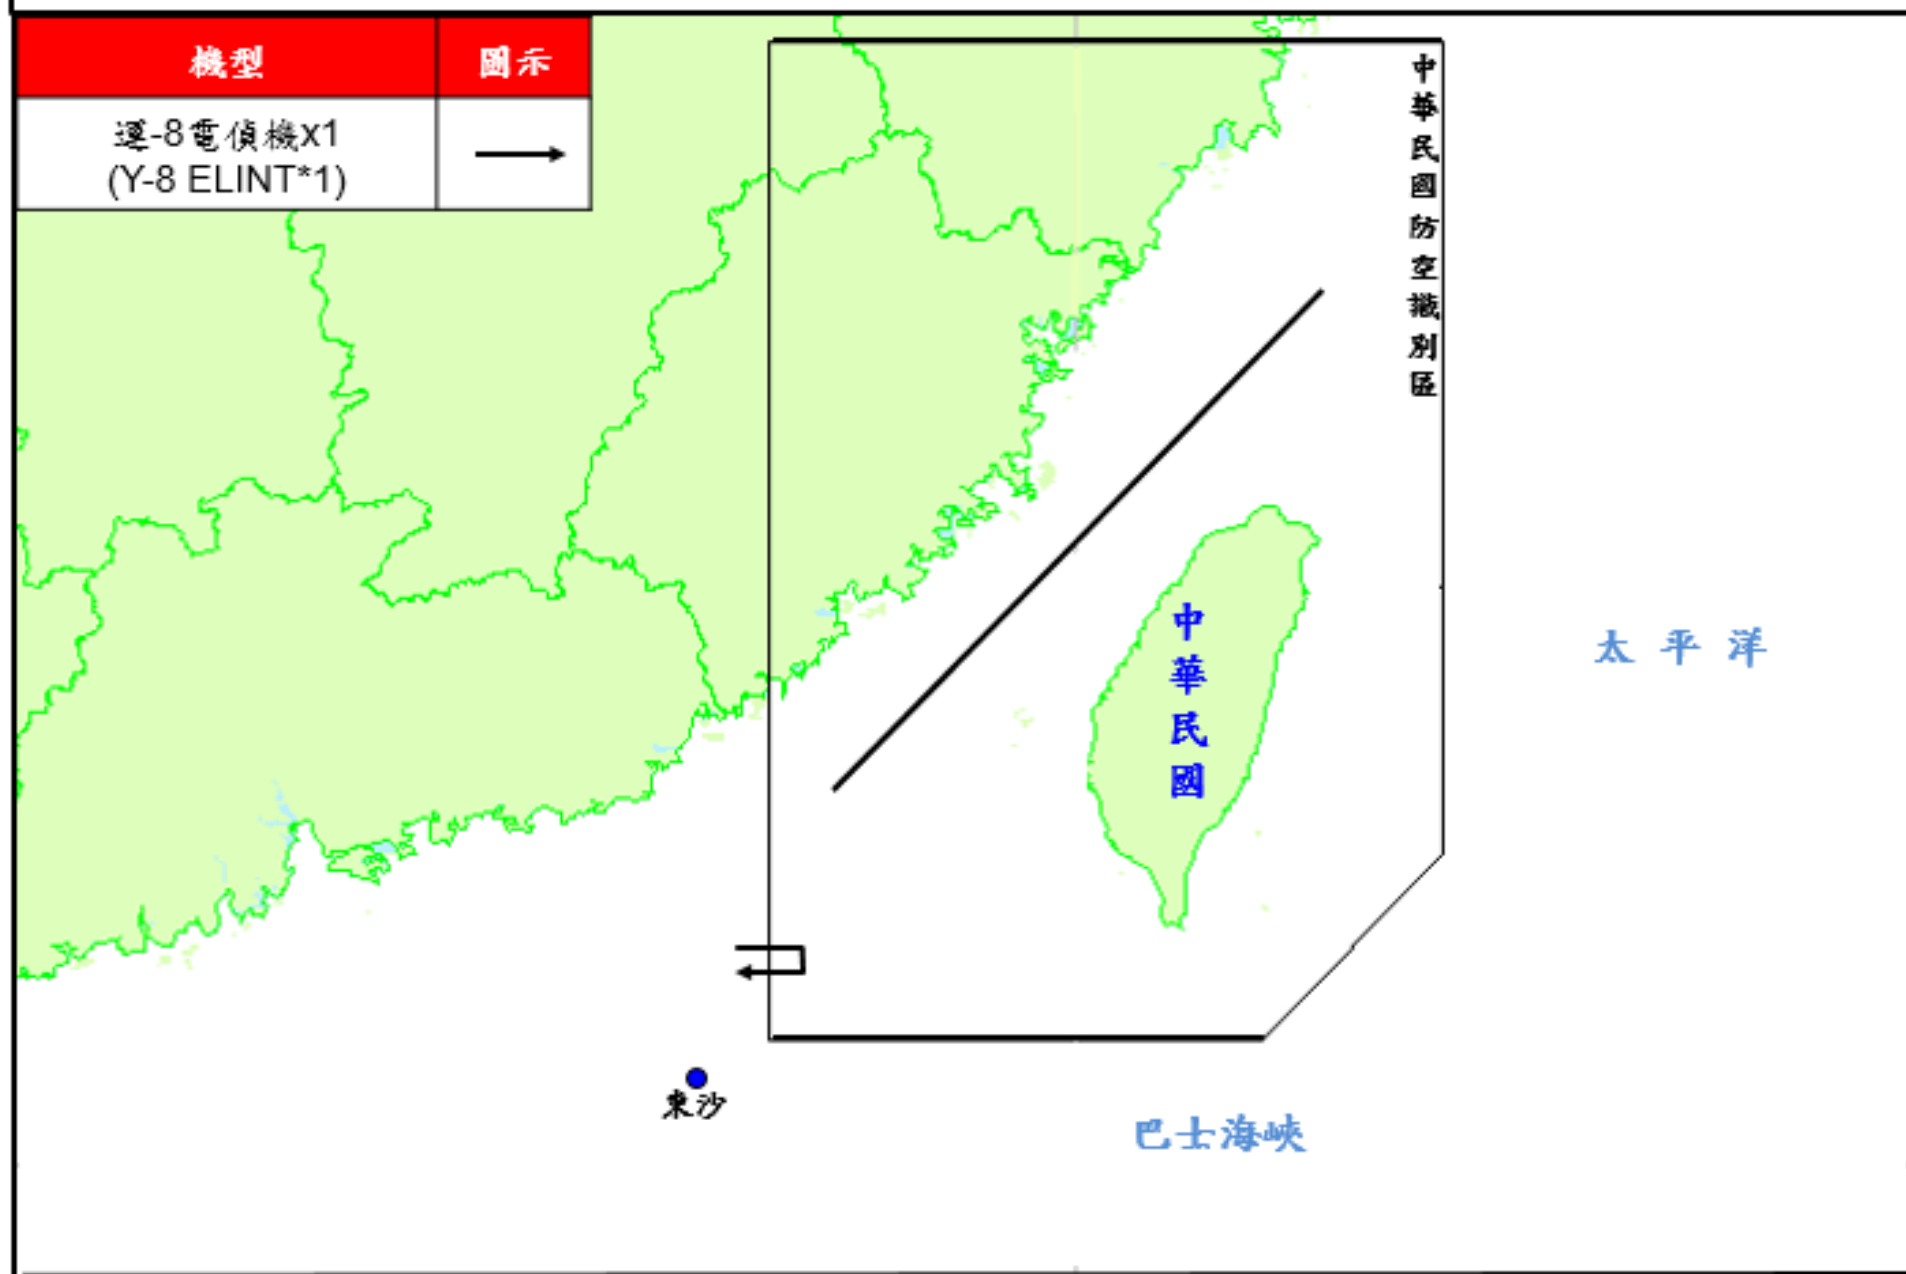 機型
圖示
運-8電偵機x1
(Y-8 ELINT*1)
中華民國防空識別區
中華民國
太平洋
東沙
巴士海峽